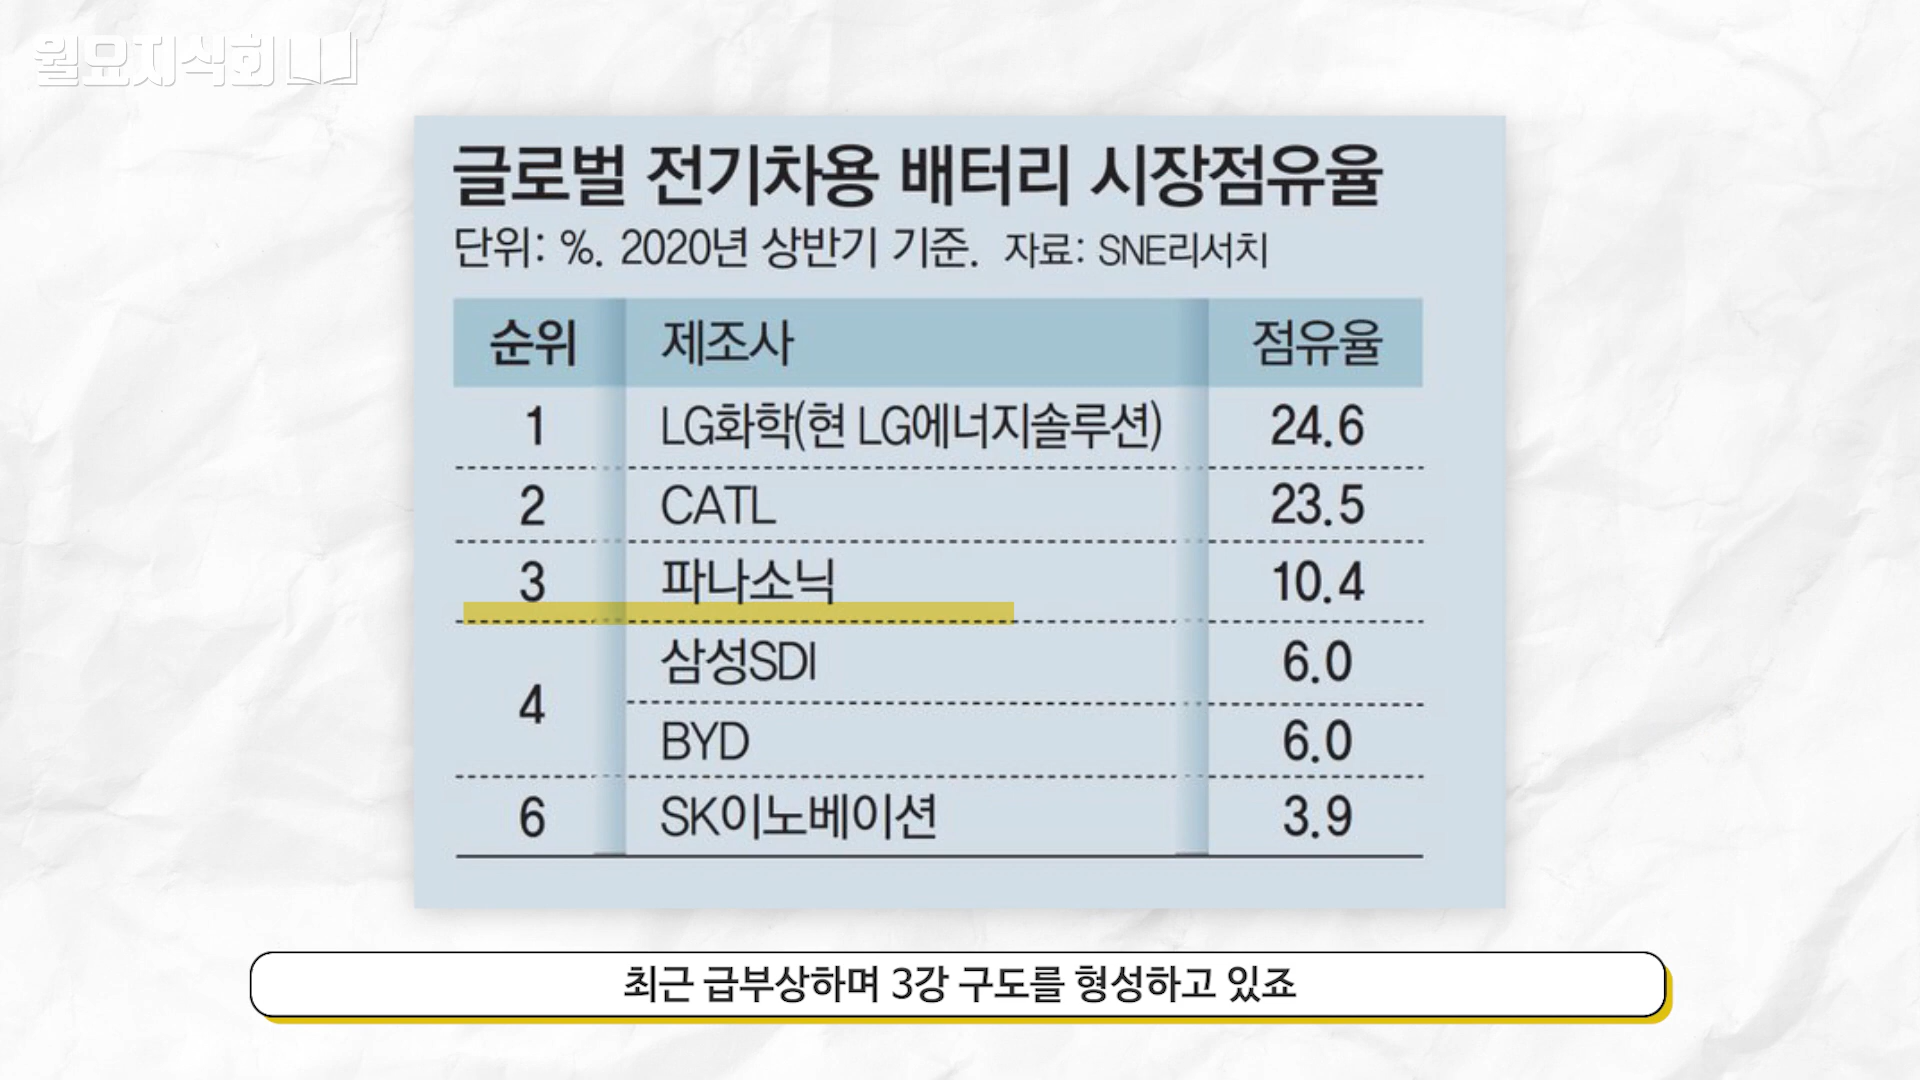 월요지식회
글로벌 전기차용 배터리 시장점유율
단위: %. 2020년 상반기 기준. 자료: SNE리서치
순위 제조사 점유율
1 LG화학(현 LG에너지솔루션) 24.6
2 CATL 23.5
3 파나소닉 10.4
4 삼성SDI 6.0
BYD 6.0
6 SK이노베이션 3.9
최근 급부상하며 3강 구도를 형성하고 있죠